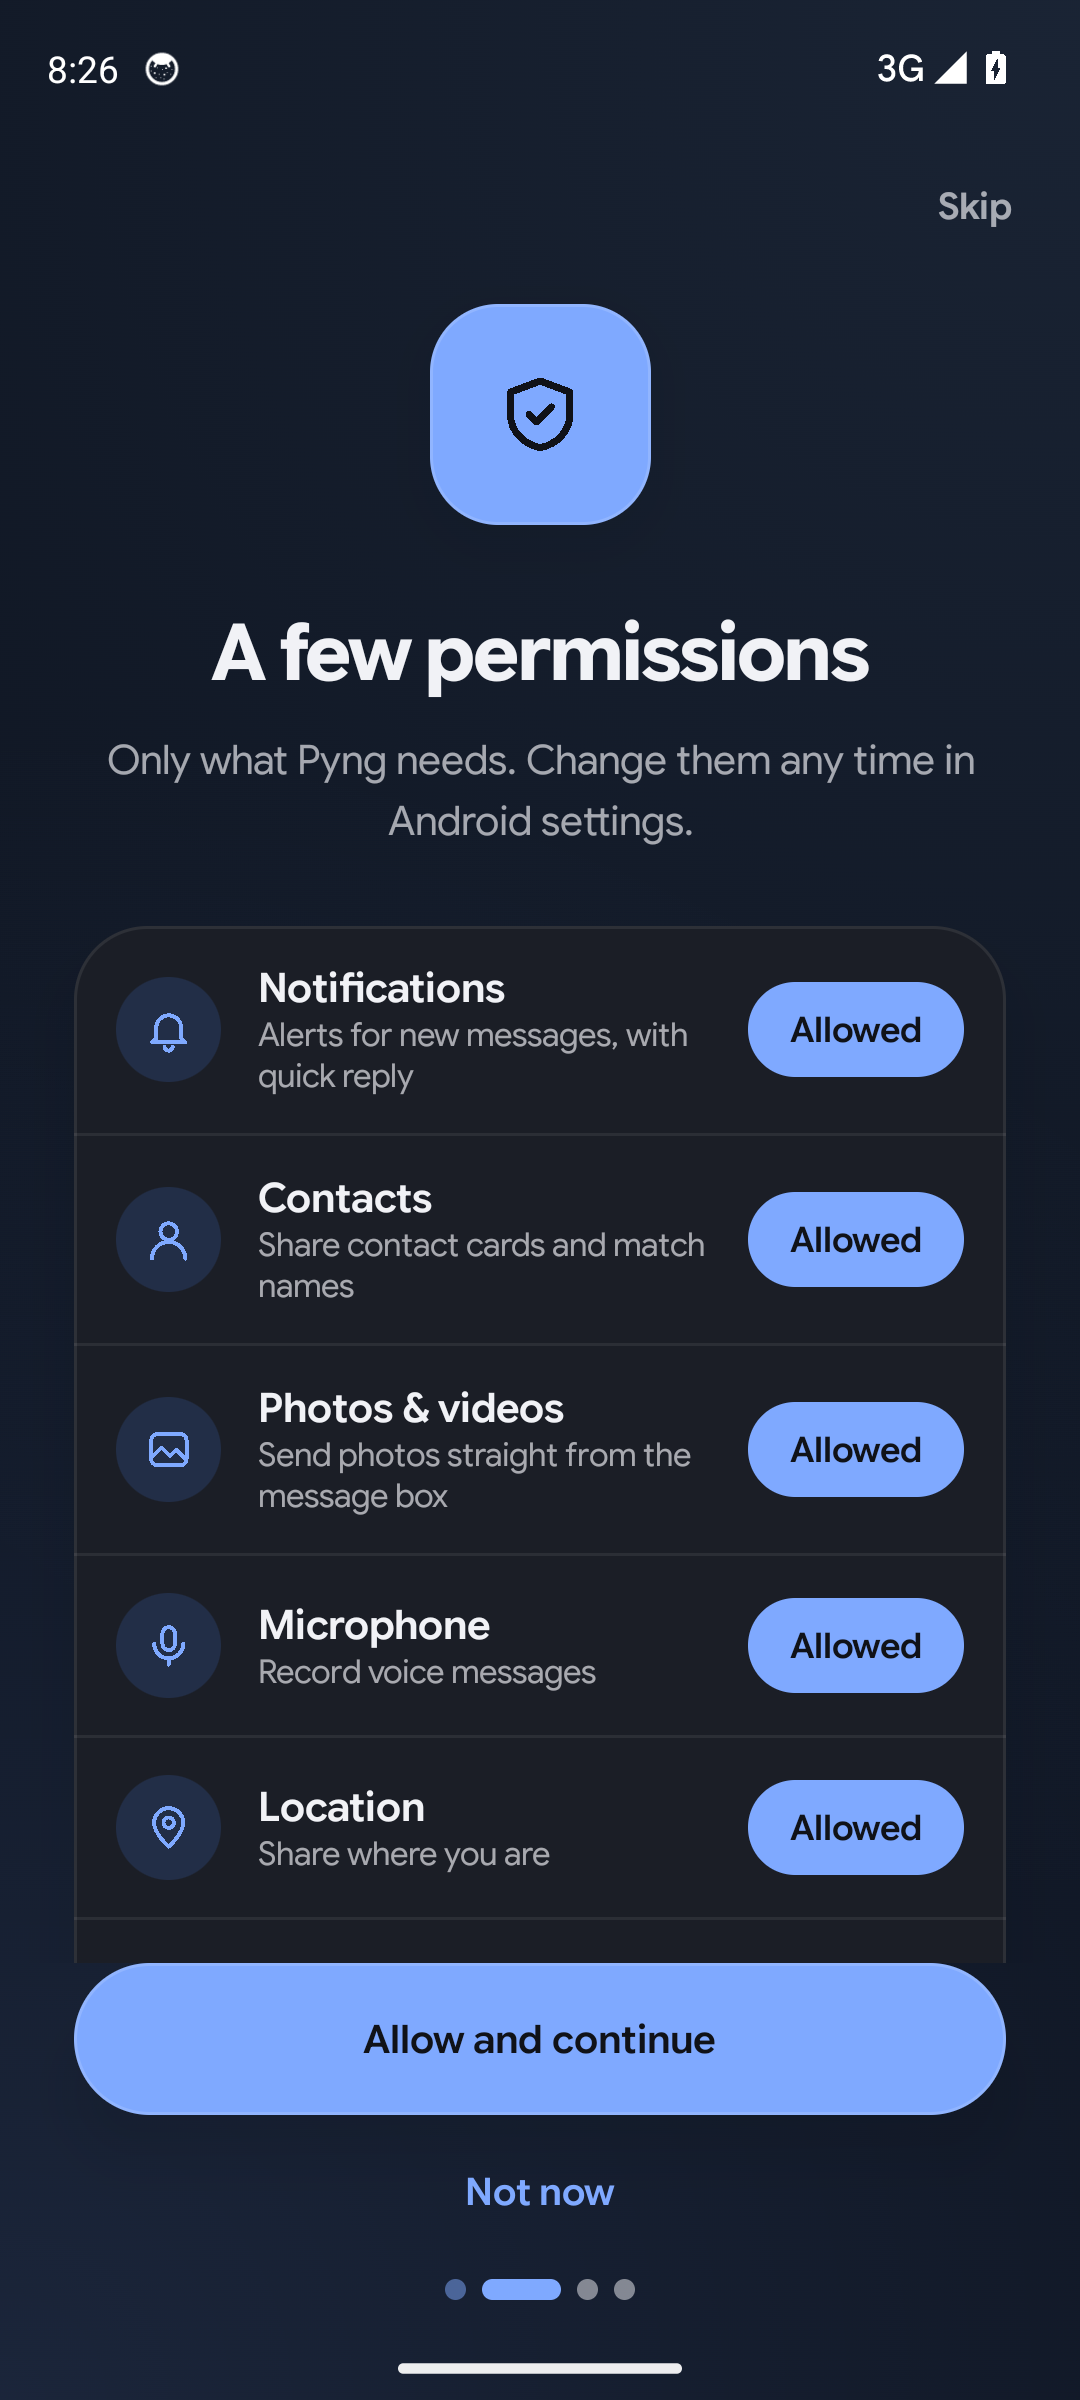 8:26
3G
Skip
A few permissions
Only what Pyng needs. Change them any time in
Android settings.
Notifications
Alerts for new messages, with
quick reply
Allowed
Contacts
Share contact cards and match
names
Allowed
Photos & videos
Send photos straight from the
message box
Allowed
Microphone
Record voice messages
Allowed
Location
Share where you are
Allowed
Allow and continue
Not now